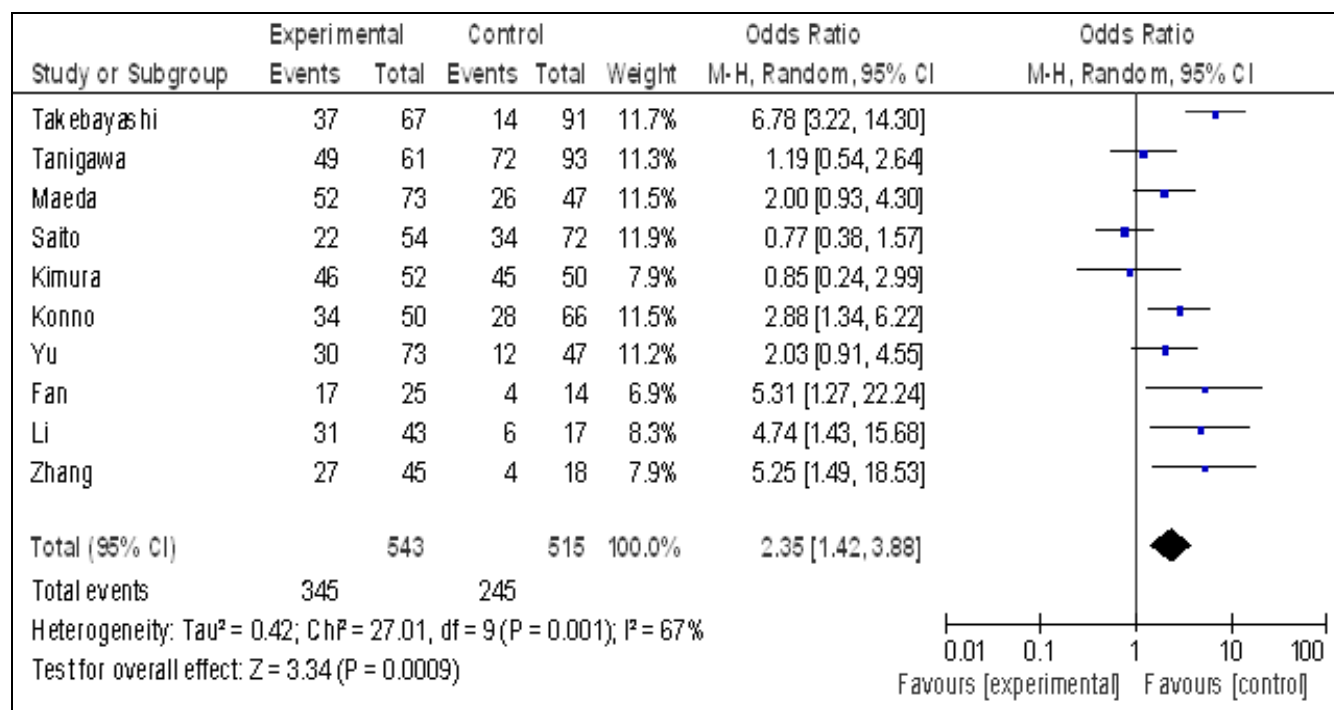 Experimental Control Odds Ratio Odds Ratio
Study or Subgroup Events Total Events Total Weight M-H, Random, 95% CI M-H, Random, 95% CI
Takebayashi 37 67 14 91 11.7% 6.78 [3.22, 14.30]
Tanigawa 49 61 72 93 11.3% 1.19 [0.54, 2.64]
Maeda 52 73 26 47 11.5% 2.00 [0.93, 4.30]
Saito 22 54 34 72 11.9% 0.77 [0.38, 1.57]
Kimura 46 52 45 50 7.9% 0.85 [0.24, 2.99]
Konno 34 50 28 66 11.5% 2.88 [1.34, 6.22]
Yu 30 73 12 47 11.2% 2.03 [0.91, 4.55]
Fan 17 25 4 14 6.9% 5.31 [1.27, 22.24]
Li 31 43 6 17 8.3% 4.74 [1.43, 15.68]
Zhang 27 45 4 18 7.9% 5.25 [1.49, 18.53]
Total (95% CI) 543 515 100.0% 2.35 [1.42, 3.88]
Total events 345 245
Heterogeneity: Tau² = 0.42; Chi² = 27.01, df = 9 (P = 0.001); I² = 67%
Test for overall effect: Z = 3.34 (P = 0.0009)
0.01 0.1 1 10 100
Favours [experimental] Favours [control]